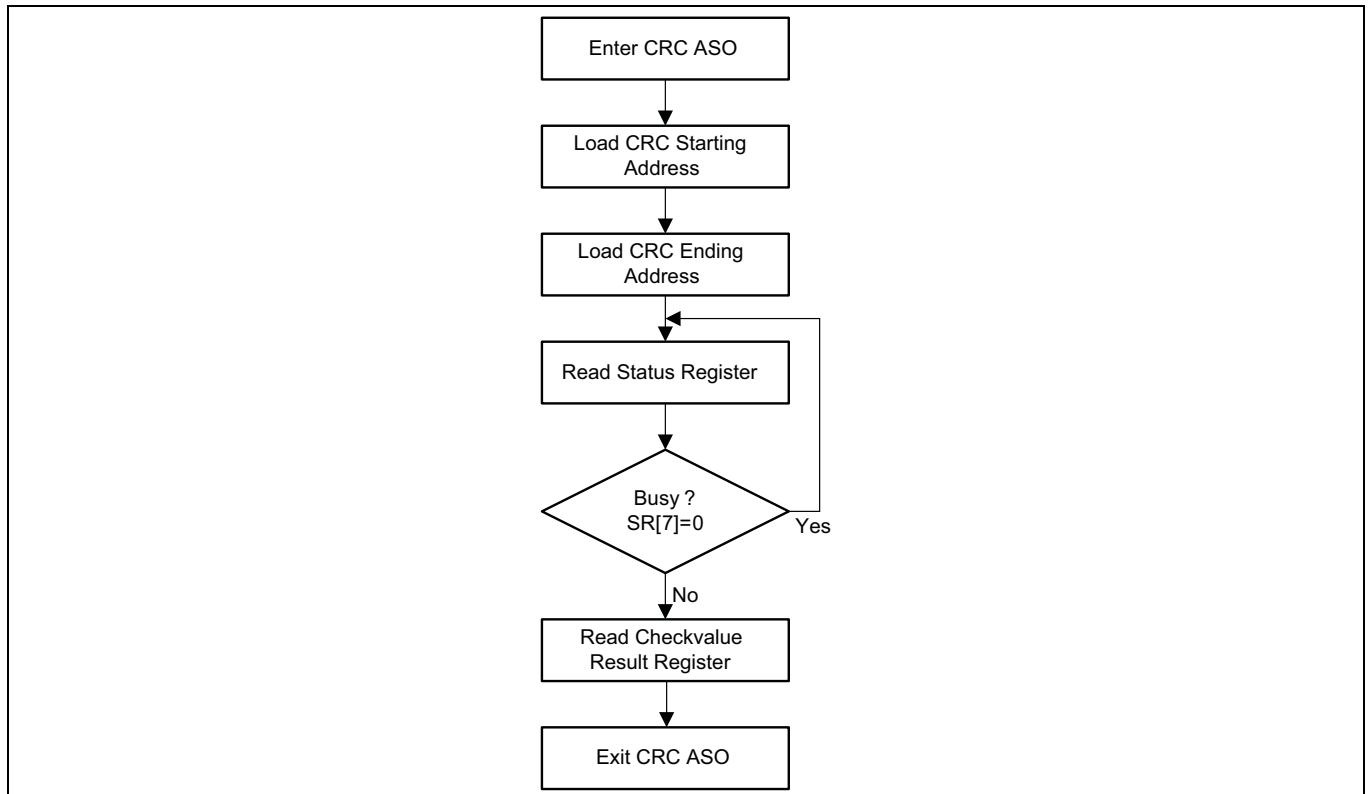 Enter CRC ASO
Load CRC Starting
Address
Load CRC Ending
Address
Read Status Register
Busy ?
SR[7]=0
Yes
No
Read Checkvalue
Result Register
Exit CRC ASO